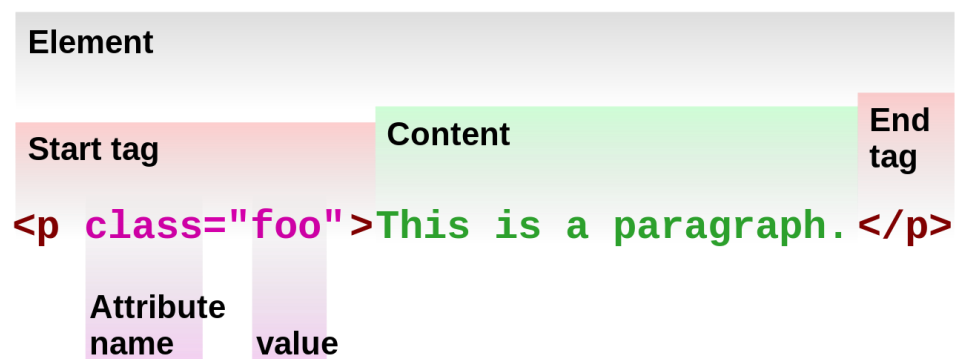 Element
Start tag
Content
End
tag
<p class="foo">This is a paragraph.</p>
Attribute
name
value